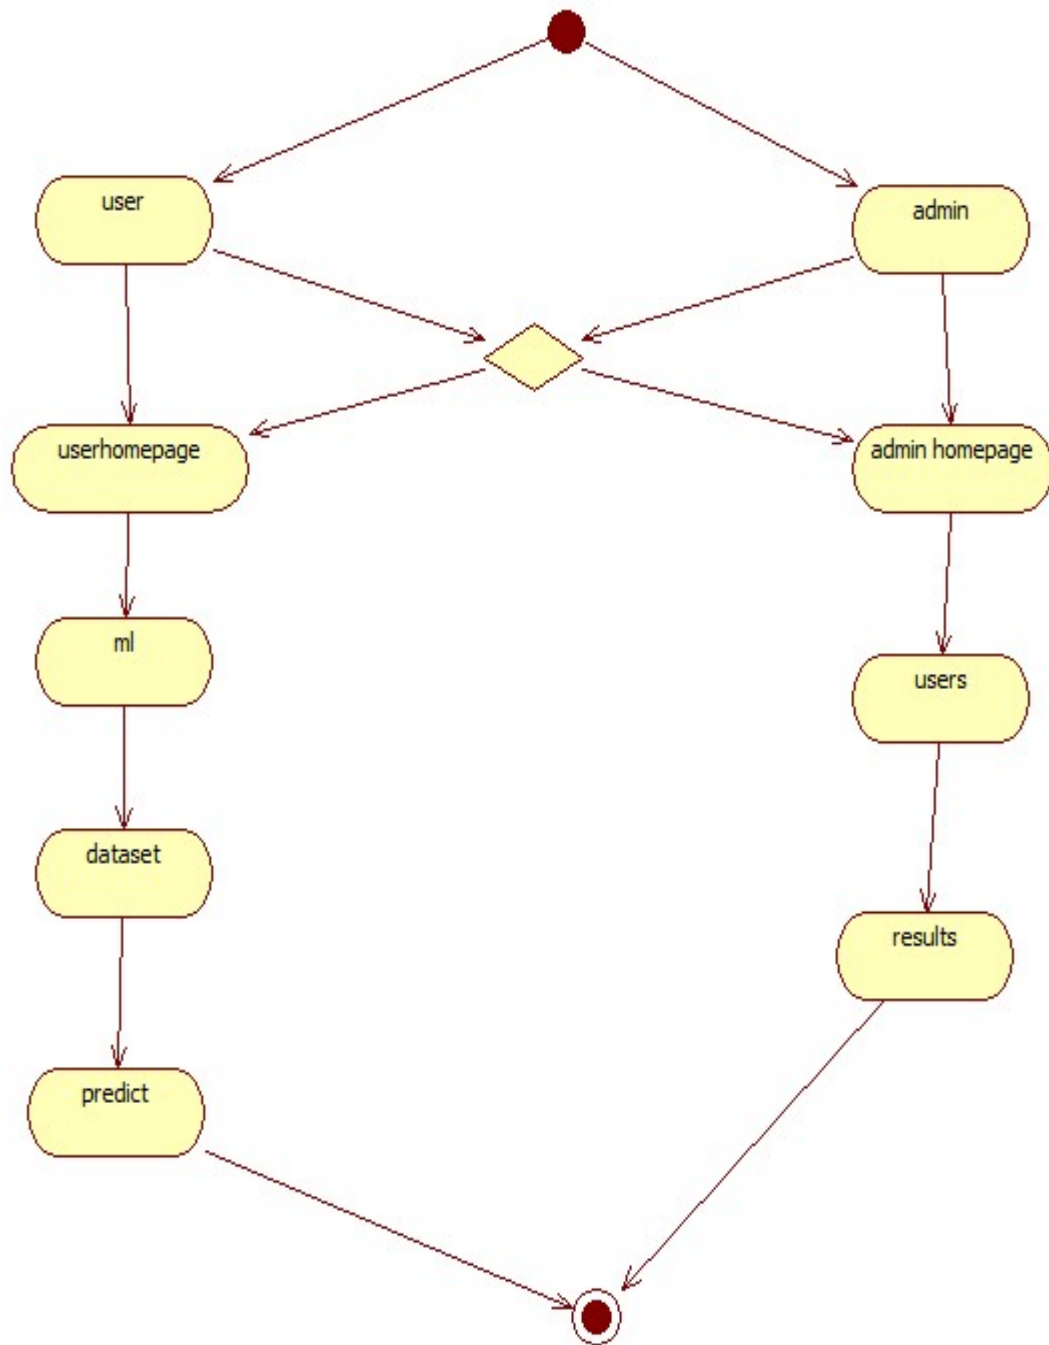 user
admin
userhomepage
admin homepage
ml
users
dataset
results
predict